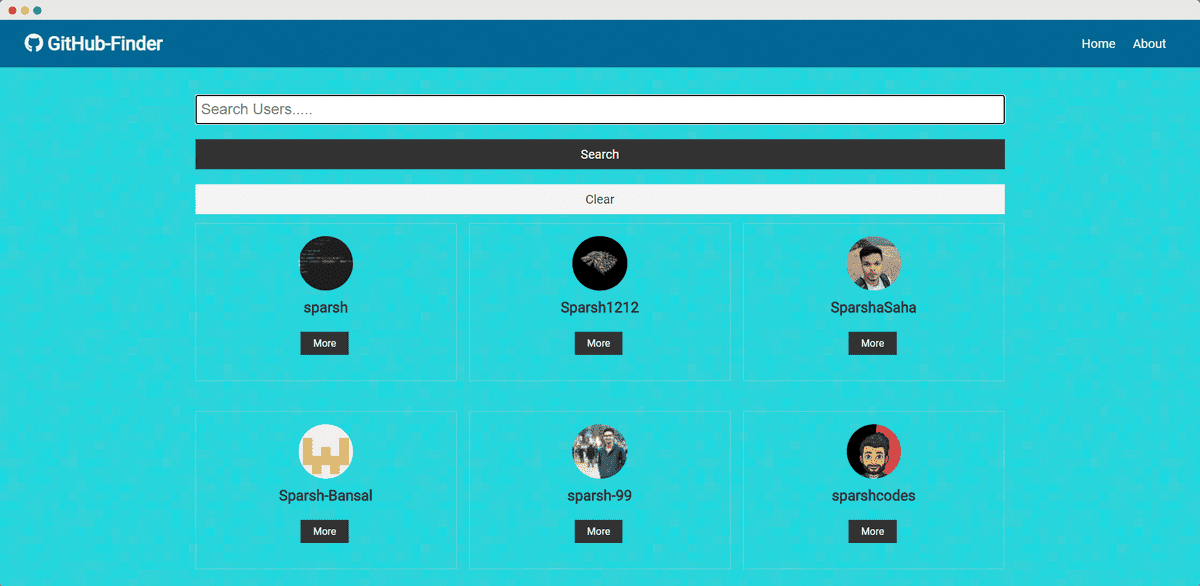 GitHub-Finder
Home About
Search Users.....
Search
Clear
sparsh Sparsh1212 SparshaSaha
More More More
Sparsh-Bansal sparsh-99 sparshcodes
More More More